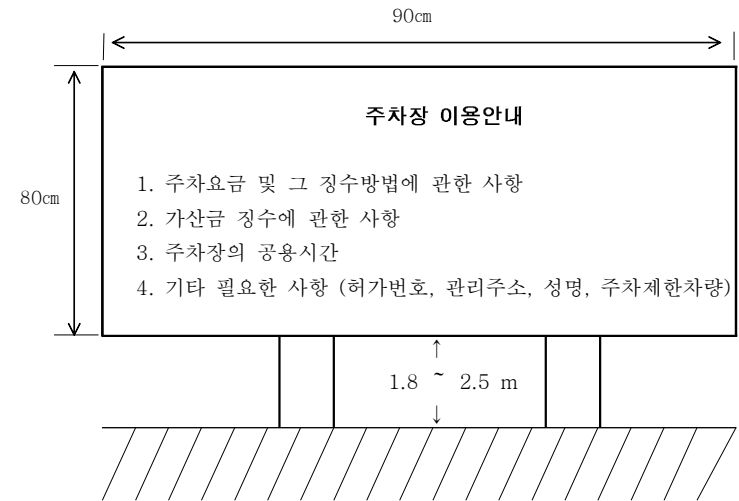 90㎝
주차장 이용안내
80㎝
1. 주차요금 및 그 징수방법에 관한 사항
2. 가산금 징수에 관한 사항
3. 주차장의 공용시간
4. 기타 필요한 사항 (허가번호, 관리주소, 성명, 주차제한차량)
1.8 ~ 2.5 m